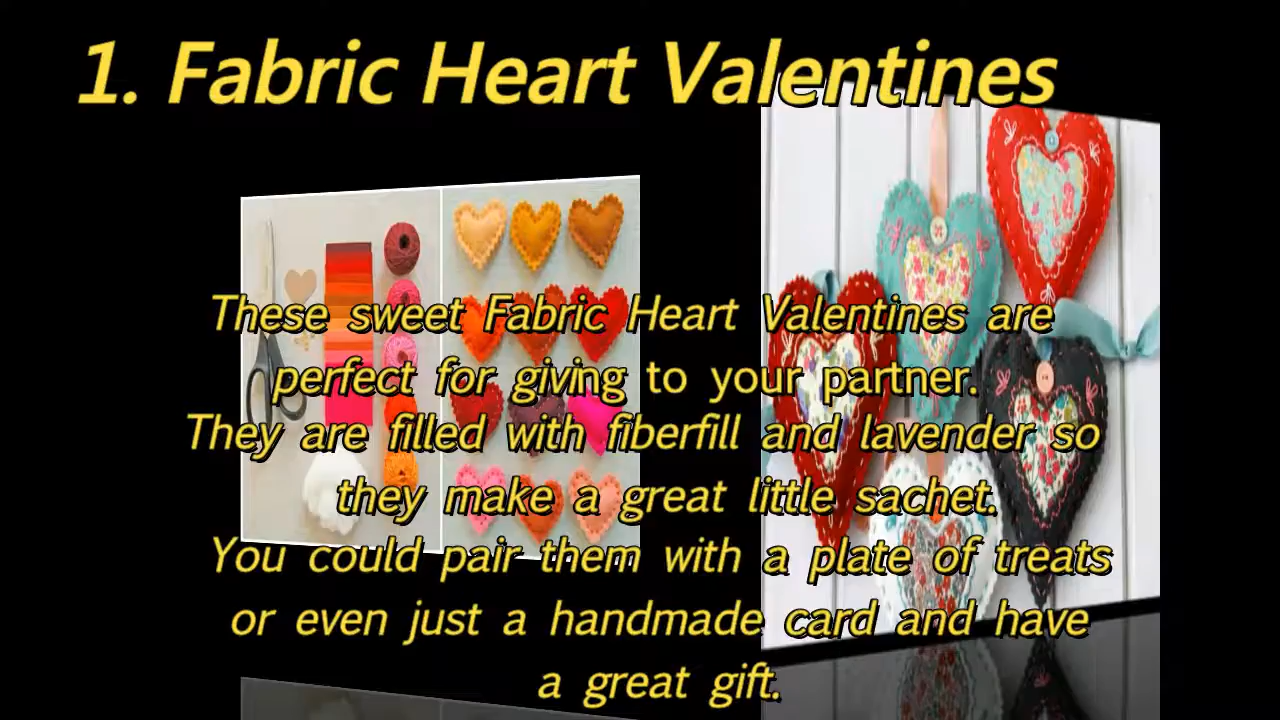 1. Fabric Heart Valentines
These sweet Fabric Heart Valentines are
perfect for giving to your partner.
They are filled with fiberfill and lavender so
they make a great little sachet.
You could pair them with a plate of treats
or even just a handmade card and have
a great gift.